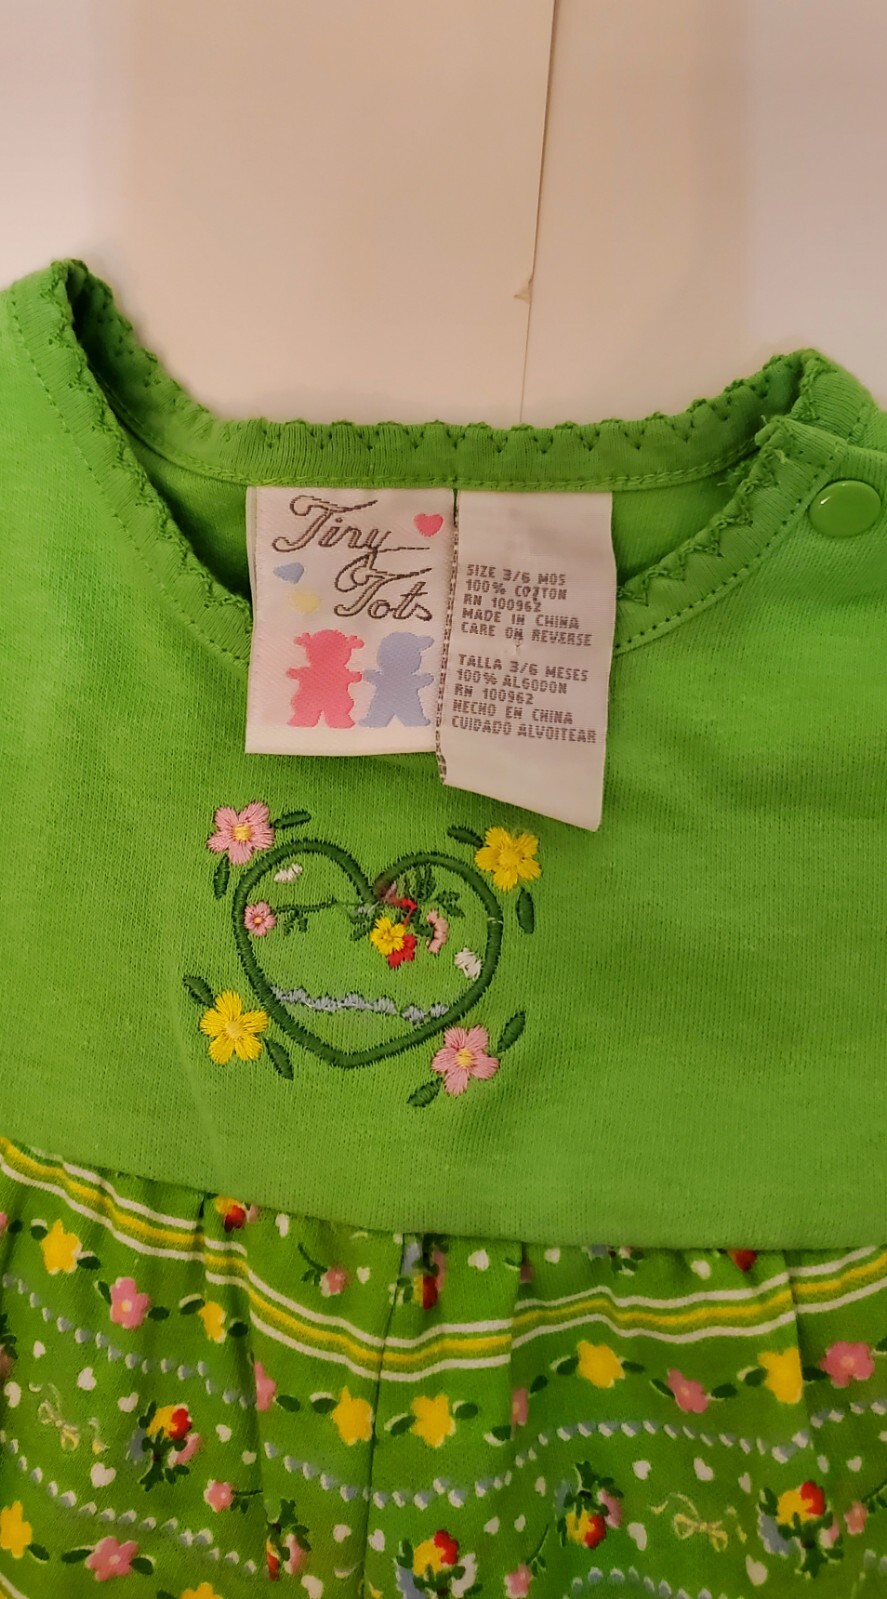 Tiny
Tots
SIZE 3/6 MOS
100% COTTON
RN 100962
MADE IN CHINA
CARE ON REVERSE
TALLA 3/6 MESES
100% ALGODON
RN 100962
HECHO EN CHINA
CUIDADO ALVOITEAR